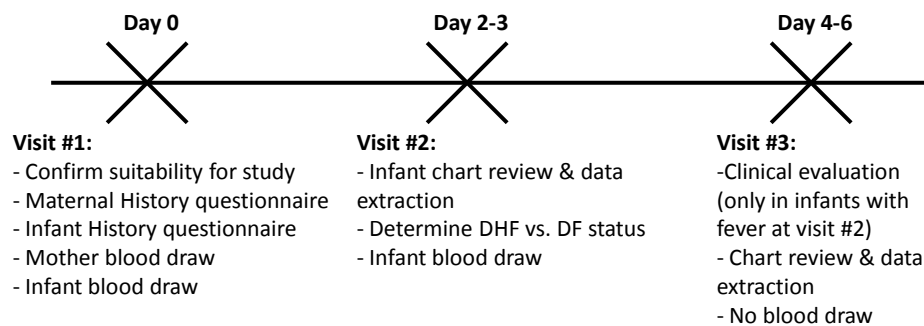 Day 0
Day 2-3
Day 4-6
Visit #1:
- Confirm suitability for study
- Maternal History questionnaire
- Infant History questionnaire
- Mother blood draw
- Infant blood draw
Visit #2:
- Infant chart review & data
extraction
- Determine DHF vs. DF status
- Infant blood draw
Visit #3:
-Clinical evaluation
(only in infants with
fever at visit #2)
- Chart review & data
extraction
- No blood draw